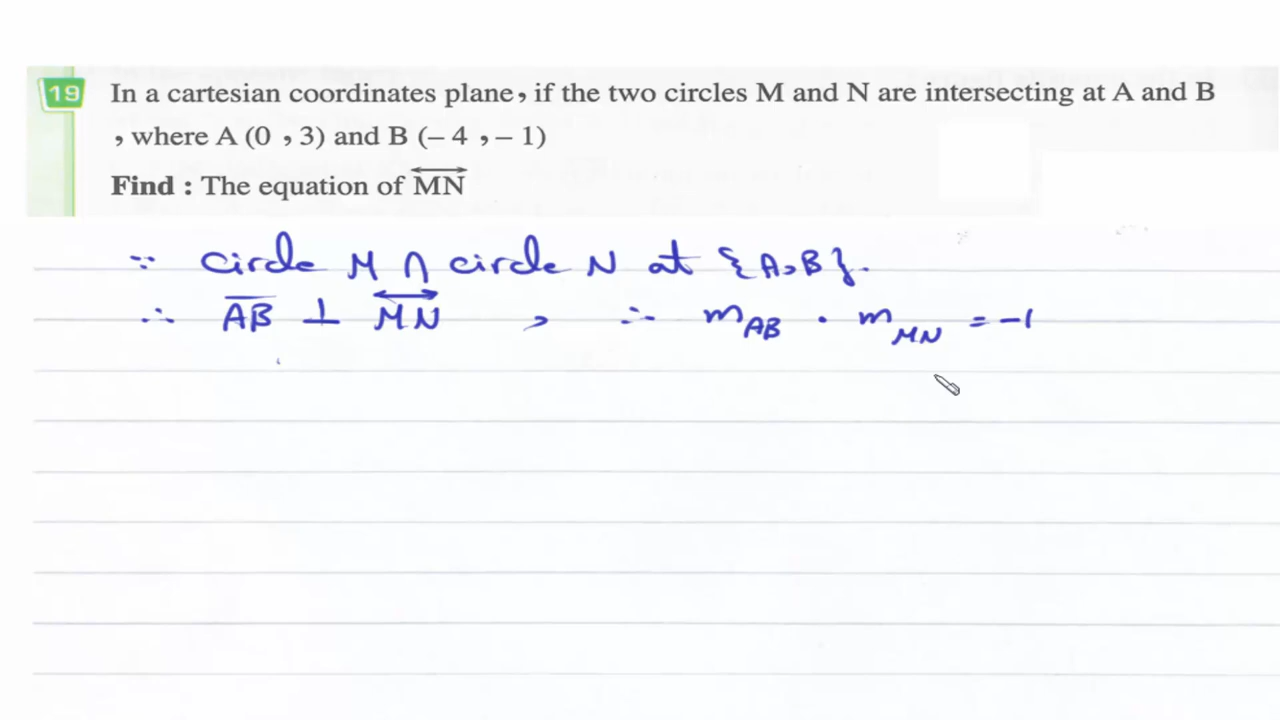 19 In a cartesian coordinates plane, if the two circles M and N are intersecting at A and B
, where A (0 , 3) and B (– 4 , – 1)
Find : The equation of MN
∵ circle M ∩ circle N at {A, B}.
∴ AB ⊥ MN , ∴ m_AB · m_MN = -1